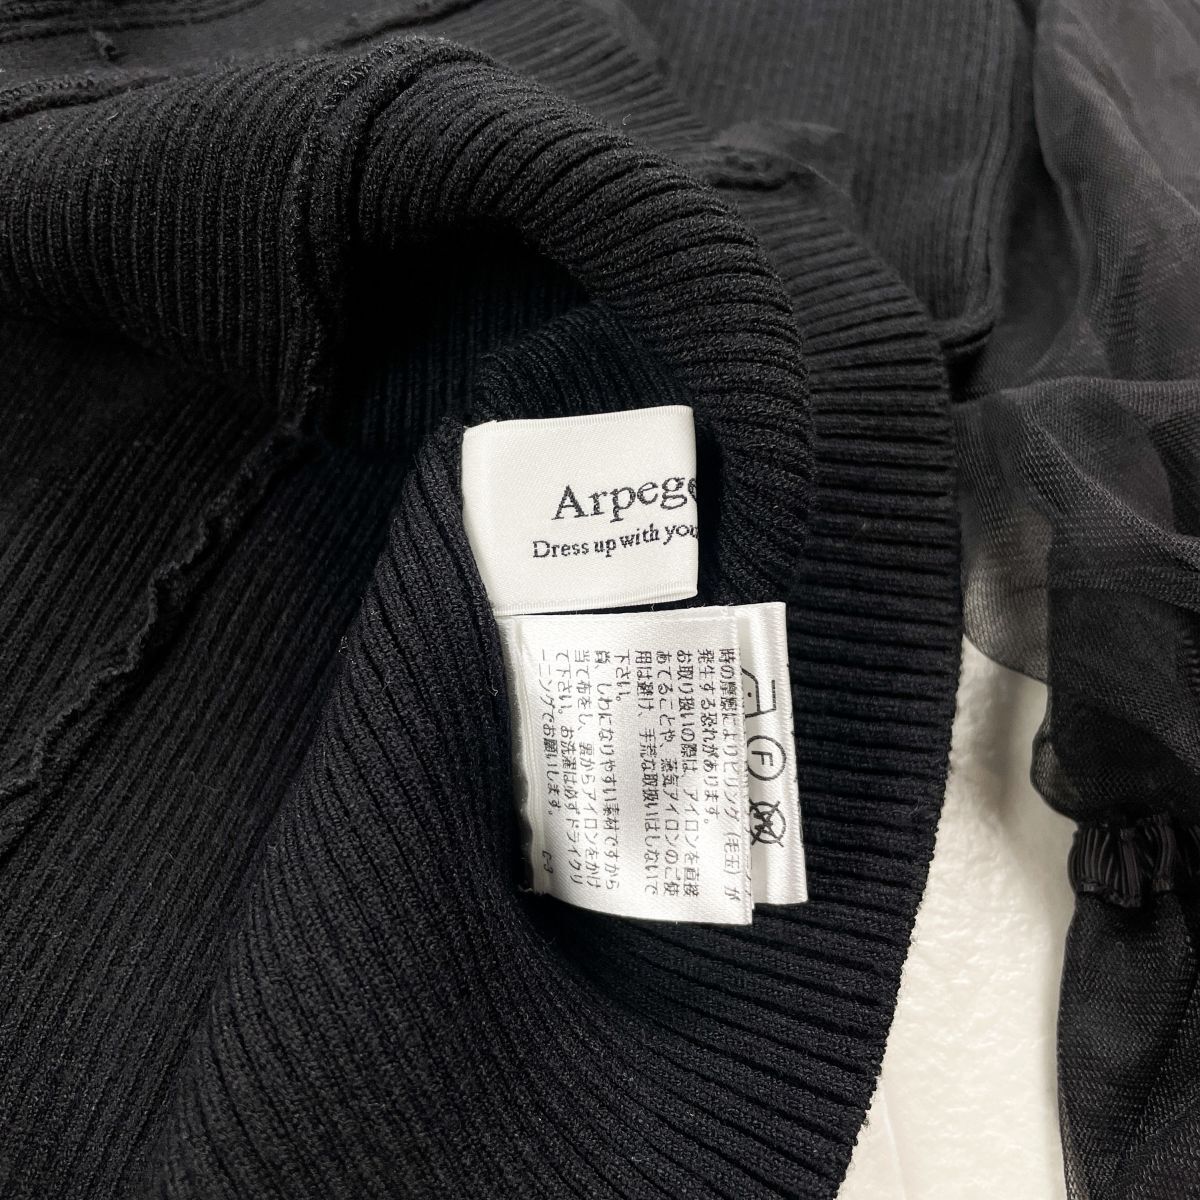 Arpege
Dress up with you
時の摩擦によりピリング（毛玉）が
発生する恐れがあります。
お取り扱いの際は、アイロンを直接
あてることや、蒸気アイロンのご使
用は避け、手荒な取扱いはしないで
下さい。
質、しわになりやすい素材ですから
当て布をし、裏からアイロンをかけ
て下さい。お洗濯は必ずドライクリ
ーニングでお願いします。
F
W